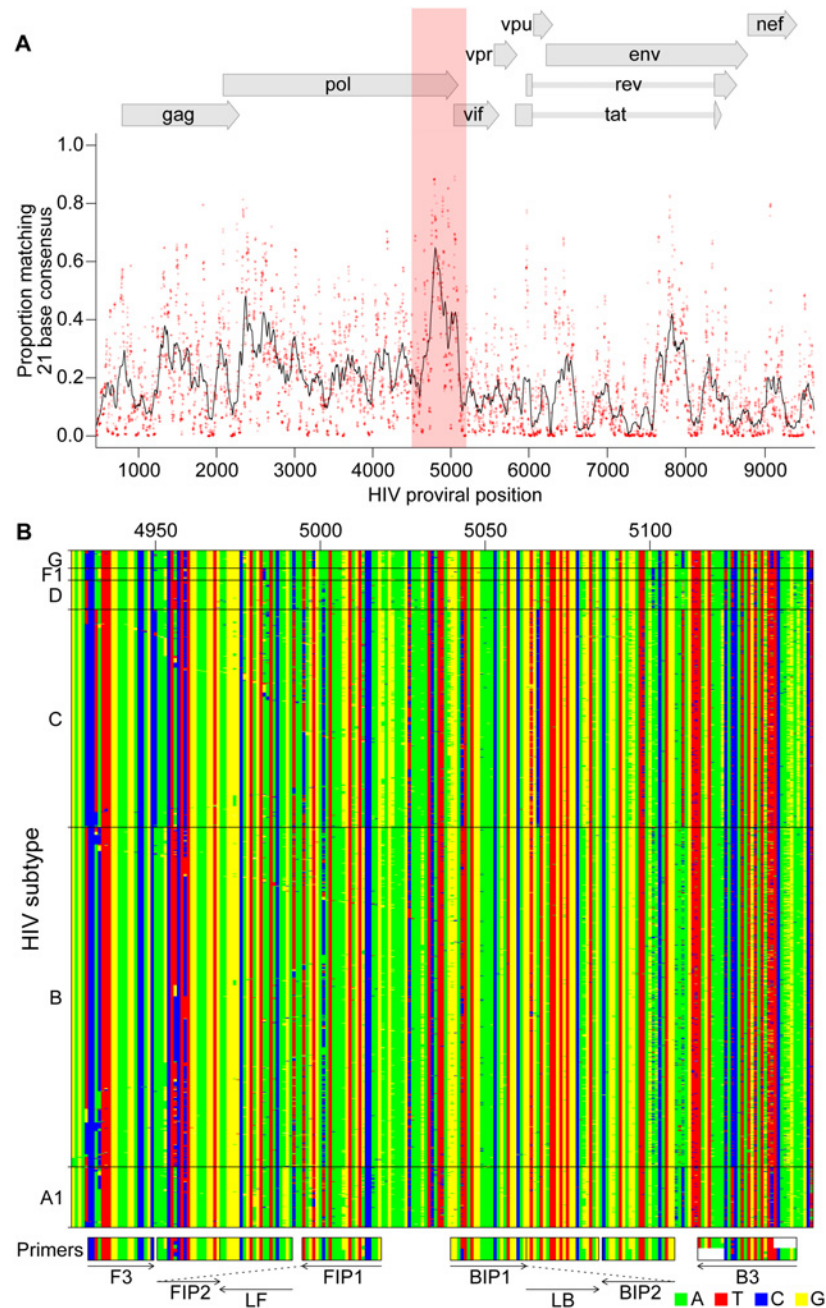 A
vpu
nef
vpr
env
pol
rev
gag
vif
tat
Proportion matching
21 base consensus
1.0
0.8
0.6
0.4
0.2
0.0
1000 2000 3000 4000 5000 6000 7000 8000 9000
HIV proviral position
B
4950 5000 5050 5100
HIV subtype
G
F1
D
C
B
A1
Primers
F3 FIP2 LF FIP1 BIP1 LB BIP2 B3
A T C G